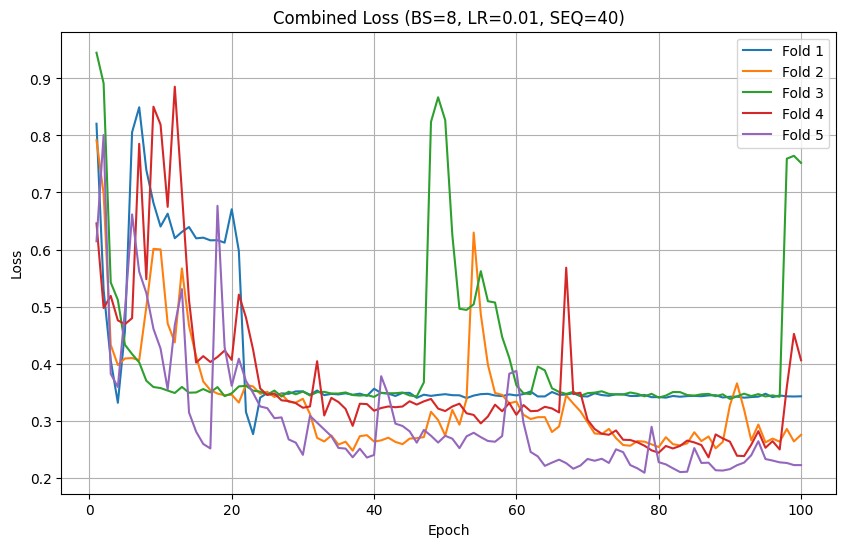 Combined Loss (BS=8, LR=0.01, SEQ=40)
Fold 1
Fold 2
Fold 3
Fold 4
Fold 5
Loss
0.9
0.8
0.7
0.6
0.5
0.4
0.3
0.2
0
20
40
60
80
100
Epoch